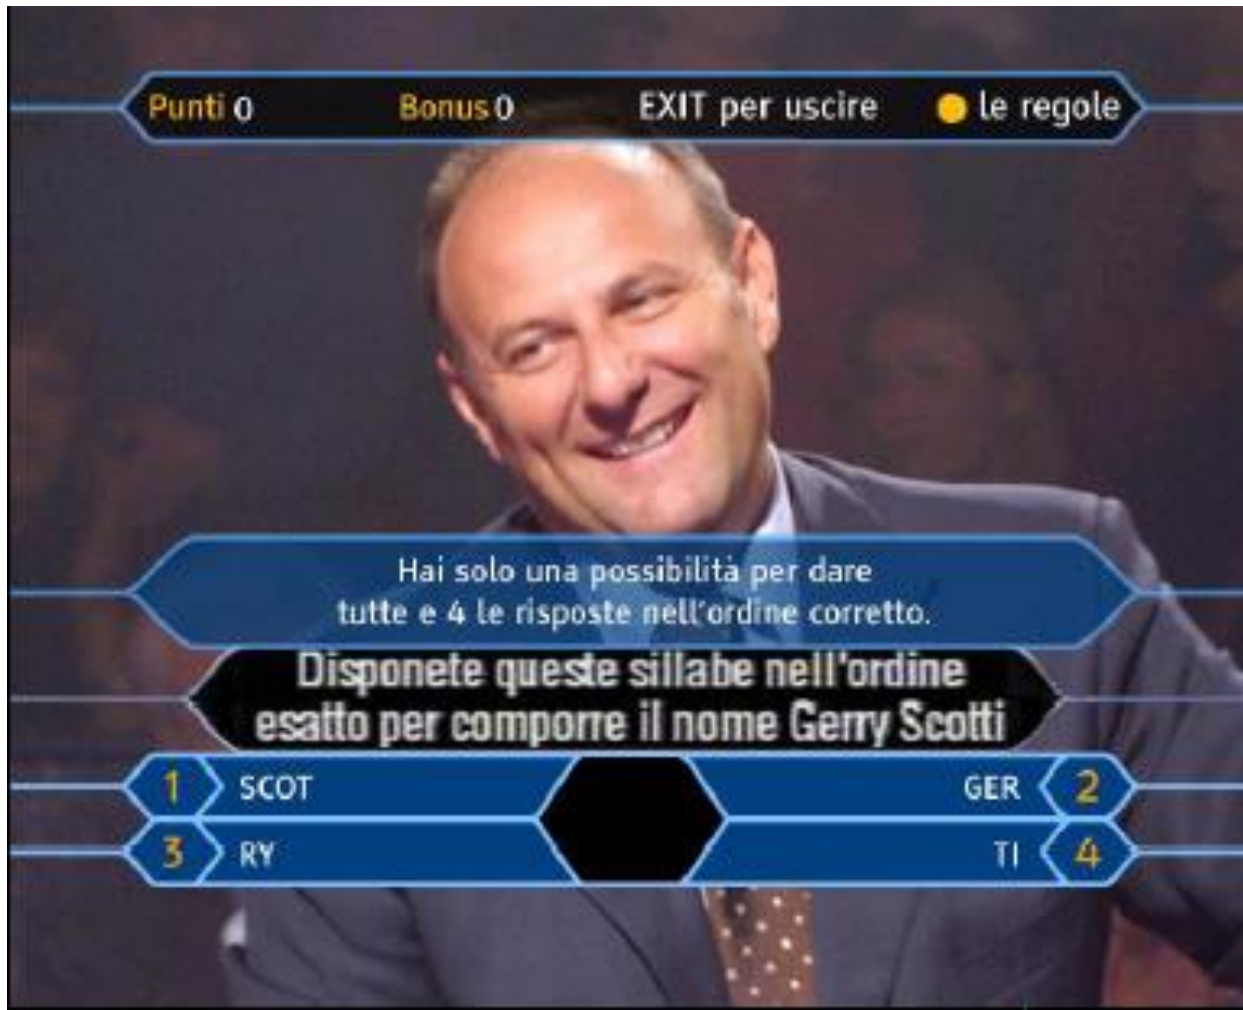 Punti 0 Bonus 0 EXIT per uscire le regole
Hai solo una possibilità per dare
tutte e 4 le risposte nell'ordine corretto.
Disponete queste sillabe nell'ordine
esatto per comporre il nome Gerry Scotti
1 SCOT
GER 2
3 RY
TI 4